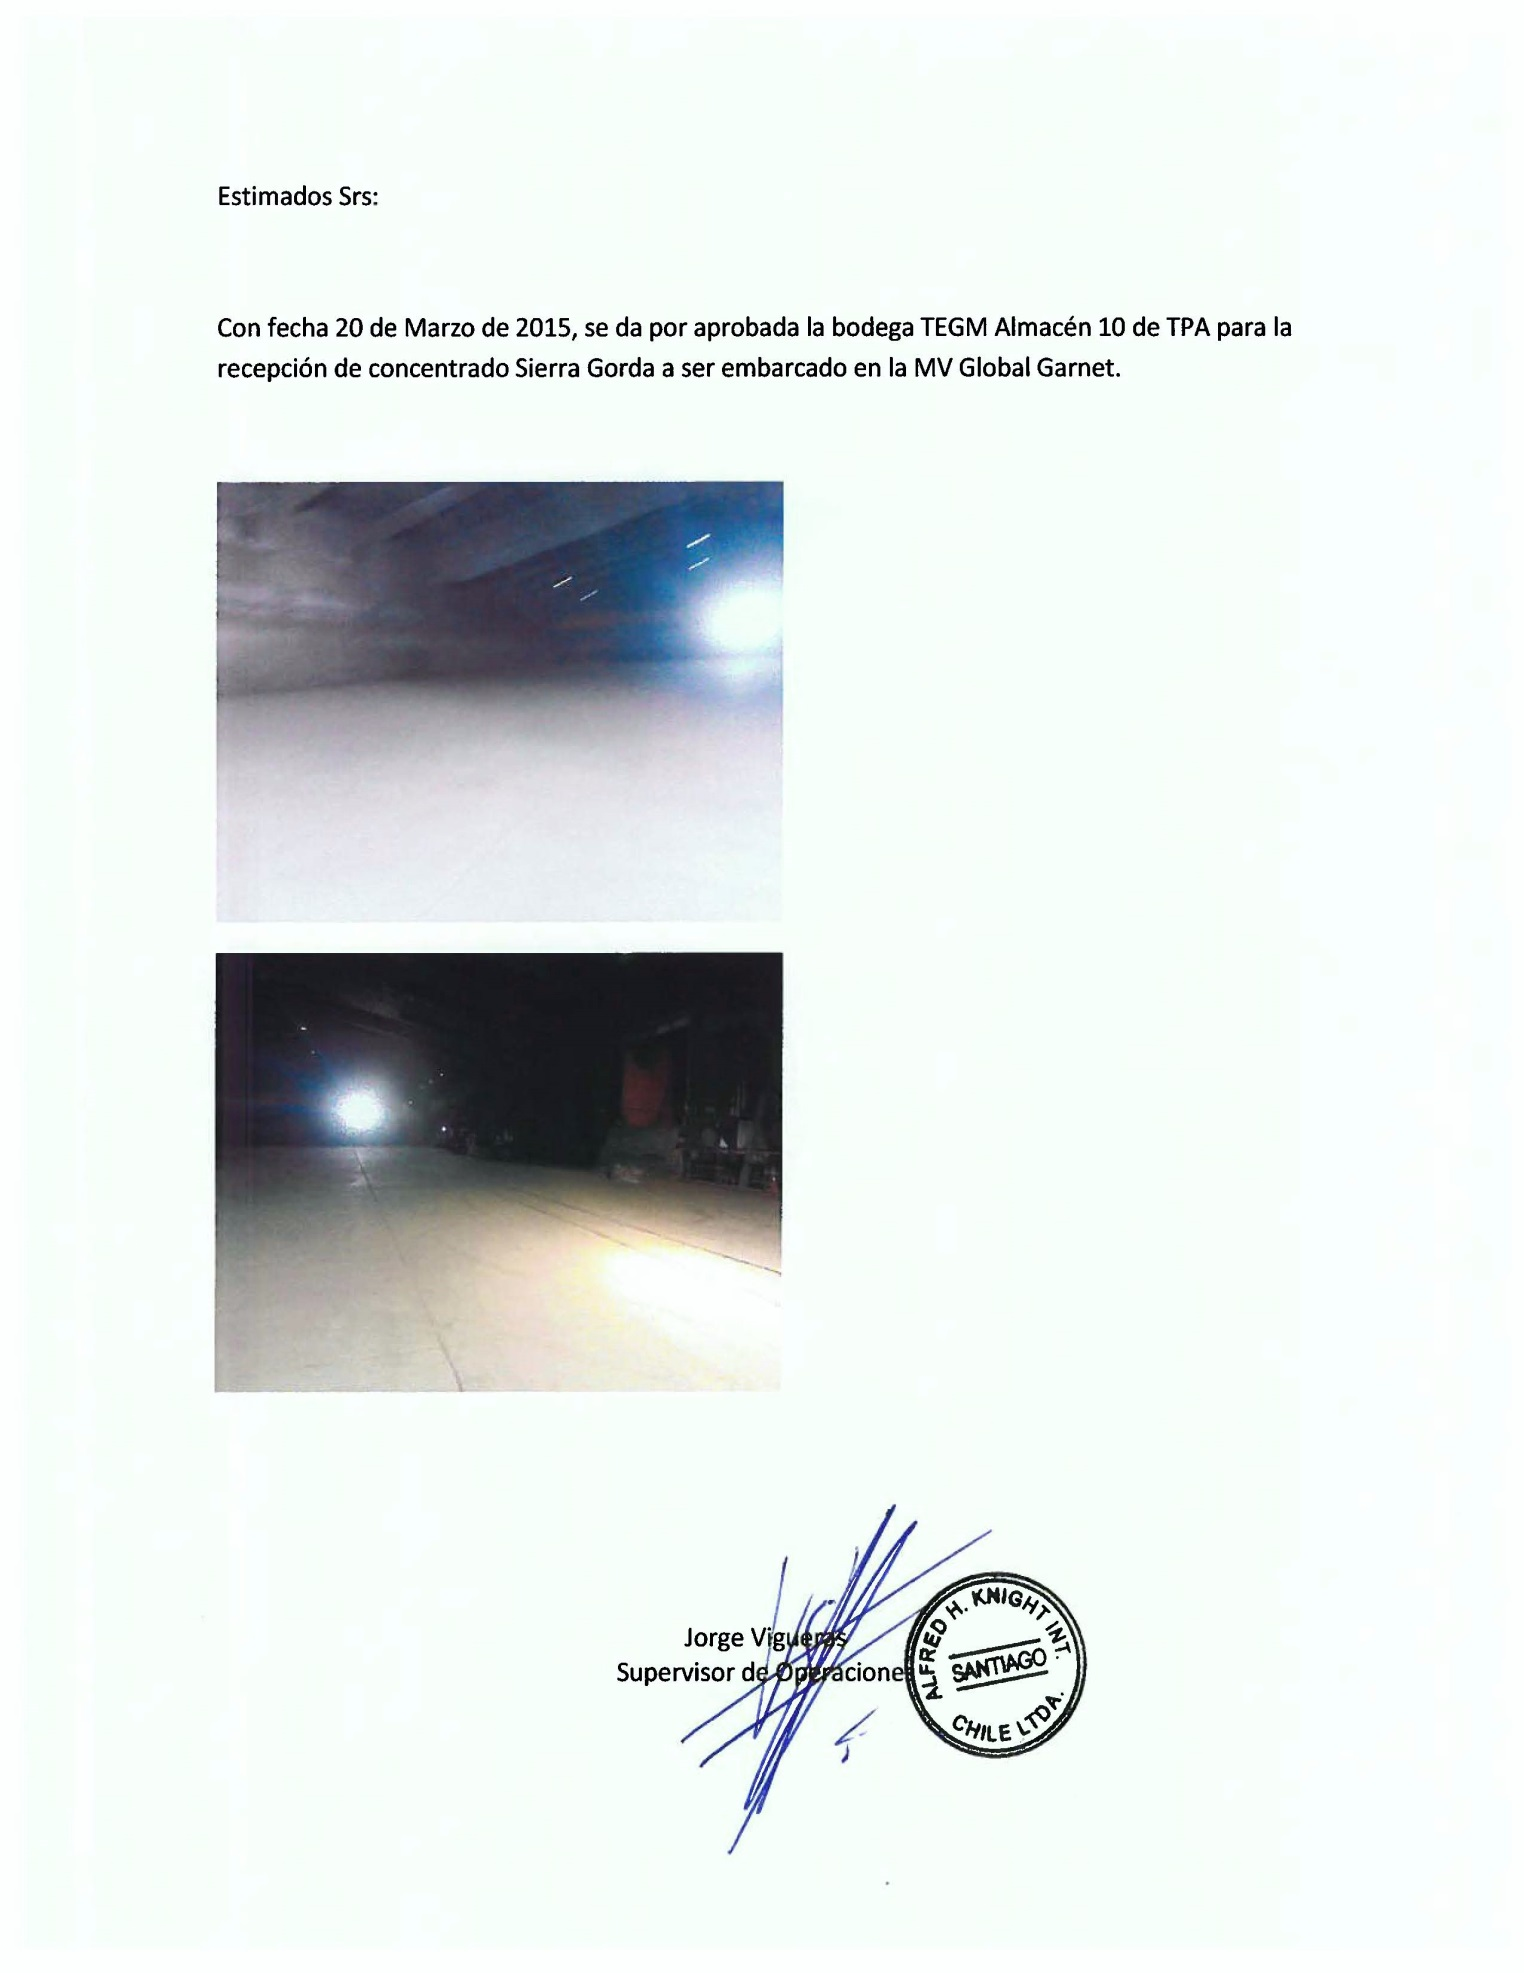 Estimados Srs:
Con fecha 20 de Marzo de 2015, se da por aprobada la bodega TEGM Almacén 10 de TPA para la
recepción de concentrado Sierra Gorda a ser embarcado en la MV Global Garnet.
Jorge Vigueras
Supervisor de Operacione
ALFRED H. KNIGHT INT.
SANTIAGO
CHILE LTDA.